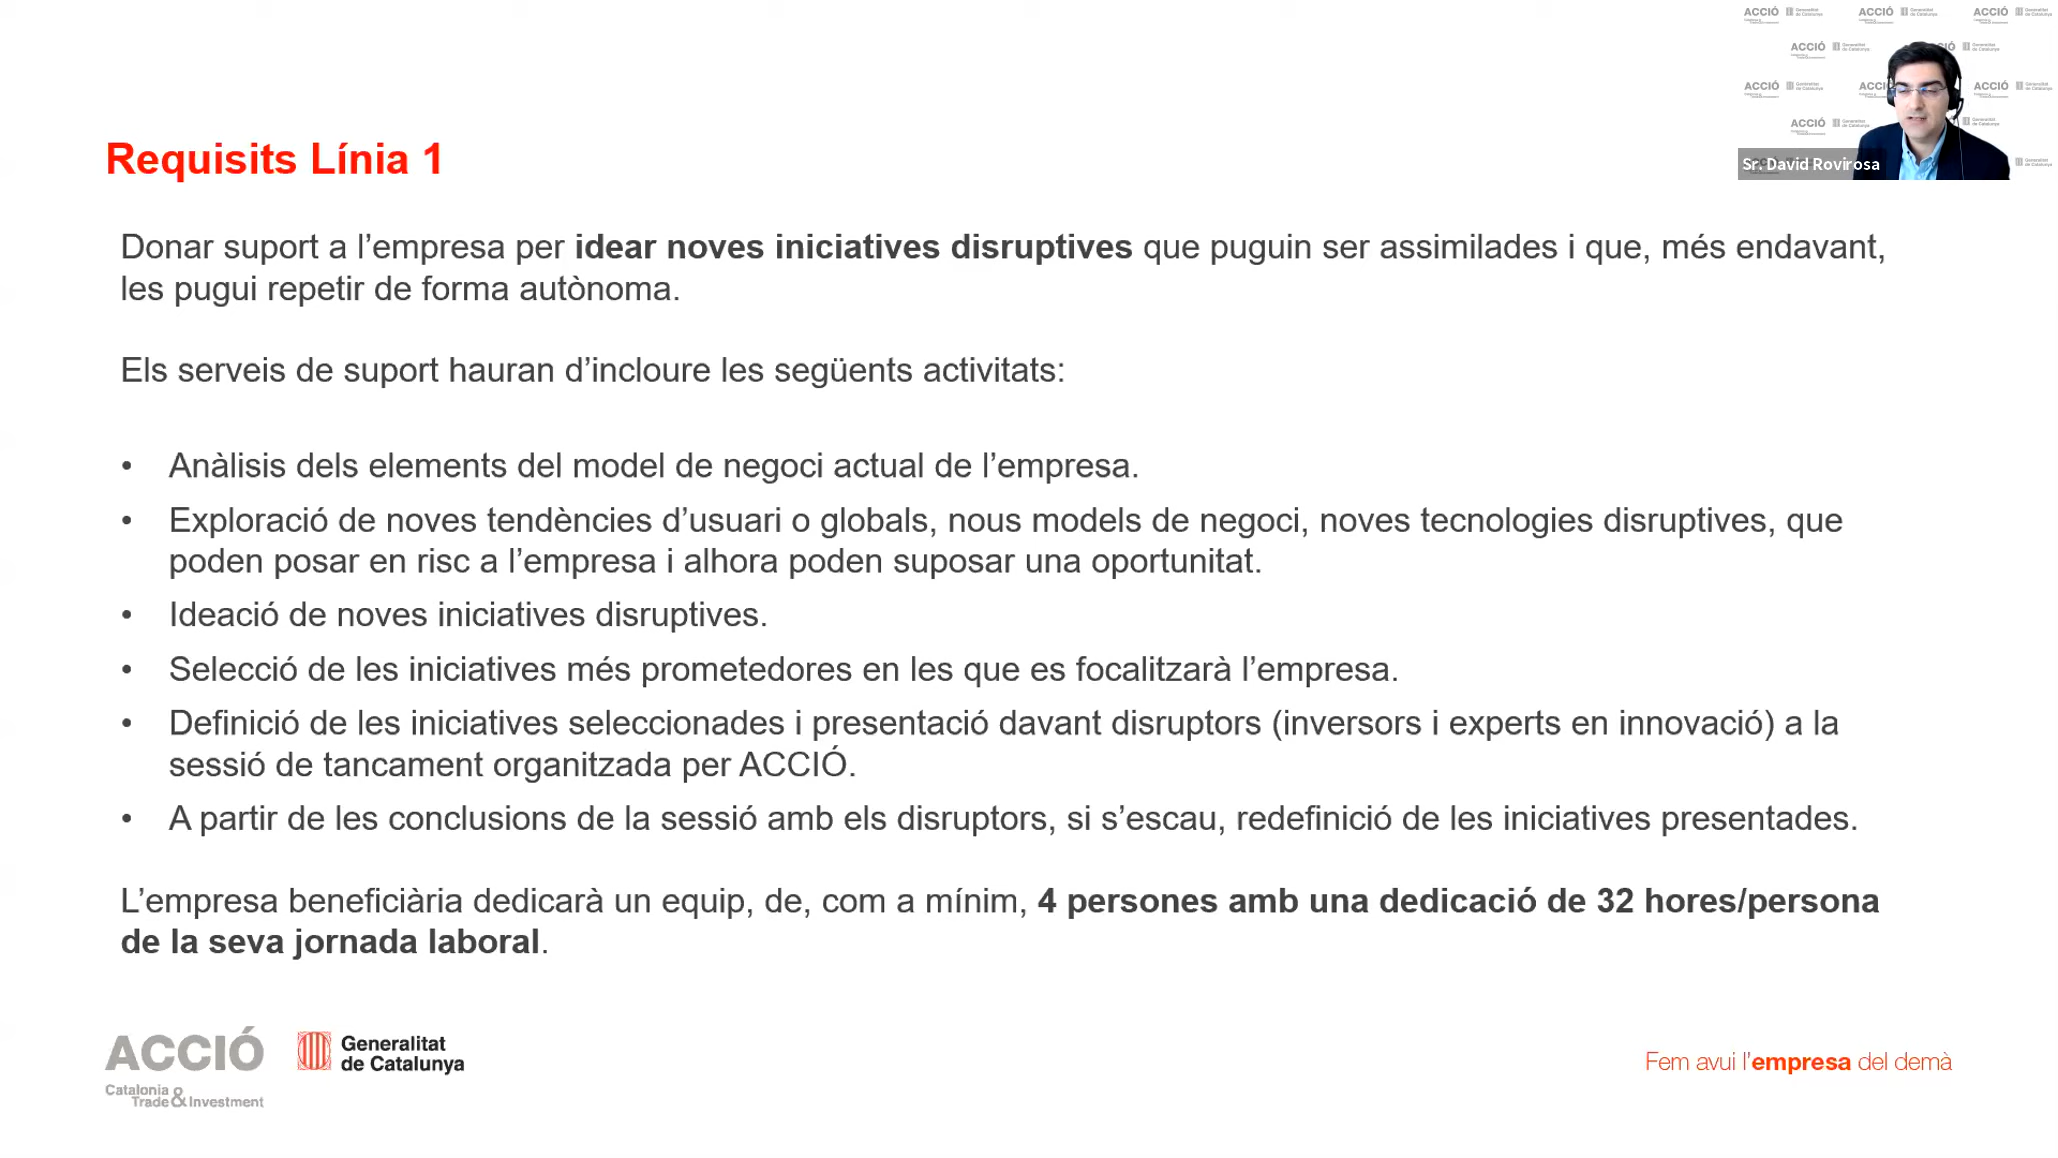 ACCIÓ Generalitat de Catalunya
Sr. David Rovirosa
Requisits Línia 1
Donar suport a l’empresa per idear noves iniciatives disruptives que puguin ser assimilades i que, més endavant,
les pugui repetir de forma autònoma.
Els serveis de suport hauran d’incloure les següents activitats:
• Anàlisis dels elements del model de negoci actual de l’empresa.
• Exploració de noves tendències d’usuari o globals, nous models de negoci, noves tecnologies disruptives, que
poden posar en risc a l’empresa i alhora poden suposar una oportunitat.
• Ideació de noves iniciatives disruptives.
• Selecció de les iniciatives més prometedores en les que es focalitzarà l’empresa.
• Definició de les iniciatives seleccionades i presentació davant disruptors (inversors i experts en innovació) a la
sessió de tancament organitzada per ACCIÓ.
• A partir de les conclusions de la sessió amb els disruptors, si s’escau, redefinició de les iniciatives presentades.
L’empresa beneficiària dedicarà un equip, de, com a mínim, 4 persones amb una dedicació de 32 hores/persona
de la seva jornada laboral.
ACCIÓ
Catalonia
Trade & Investment
Generalitat
de Catalunya
Fem avui l’empresa del demà